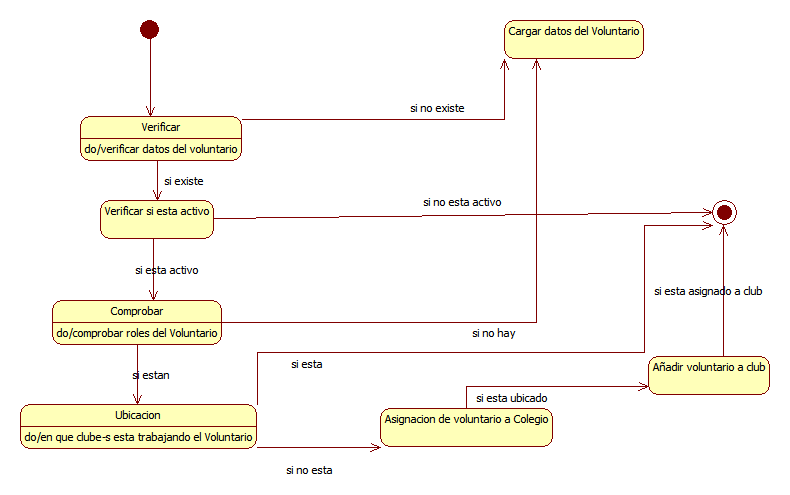 Cargar datos del Voluntario
si no existe
Verificar
do/verificar datos del voluntario
si existe
Verificar si esta activo
si no esta activo
si esta activo
si esta asignado a club
Comprobar
do/comprobar roles del Voluntario
si no hay
si esta
Añadir voluntario a club
si estan
si esta ubicado
Ubicacion
do/en que clube-s esta trabajando el Voluntario
Asignacion de voluntario a Colegio
si no esta